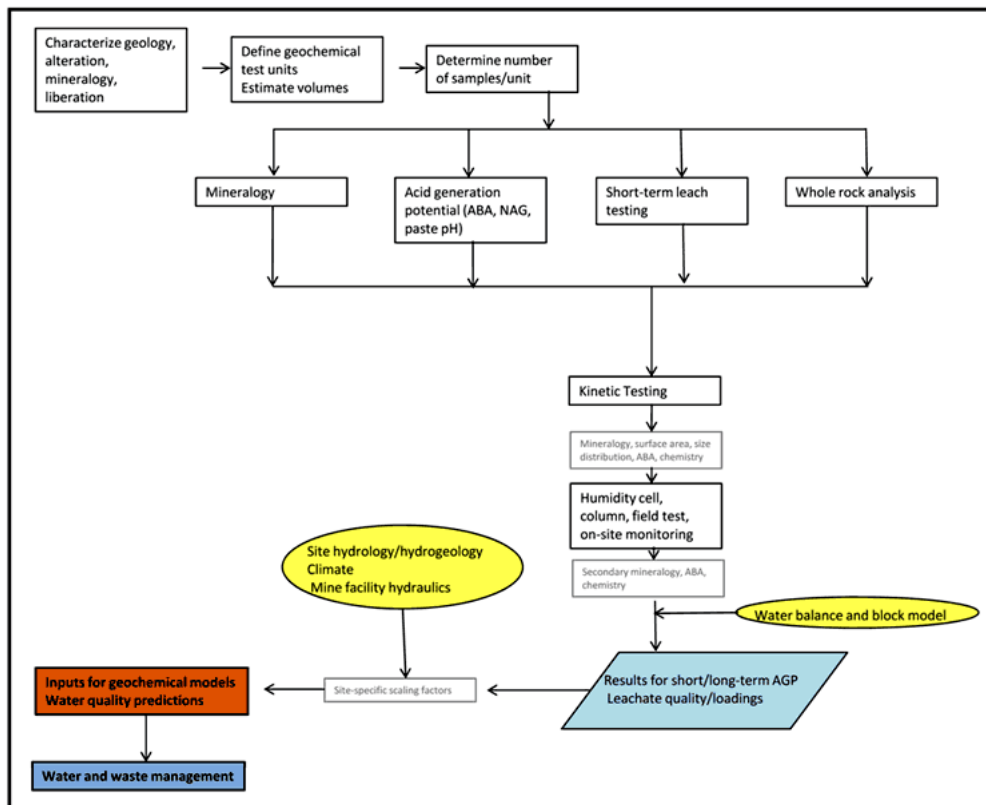 Characterize geology,
alteration,
mineralogy,
liberation
Define geochemical
test units
Estimate volumes
Determine number
of samples/unit
Mineralogy
Acid generation
potential (ABA, NAG,
paste pH)
Short-term leach
testing
Whole rock analysis
Kinetic Testing
Mineralogy, surface area, size
distribution, ABA, chemistry
Humidity cell,
column, field test,
on-site monitoring
Secondary mineralogy, ABA,
chemistry
Site hydrology/hydrogeology
Climate
Mine facility hydraulics
Water balance and block model
Results for short/long-term AGP
Leachate quality/loadings
Site-specific scaling factors
Inputs for geochemical models
Water quality predictions
Water and waste management